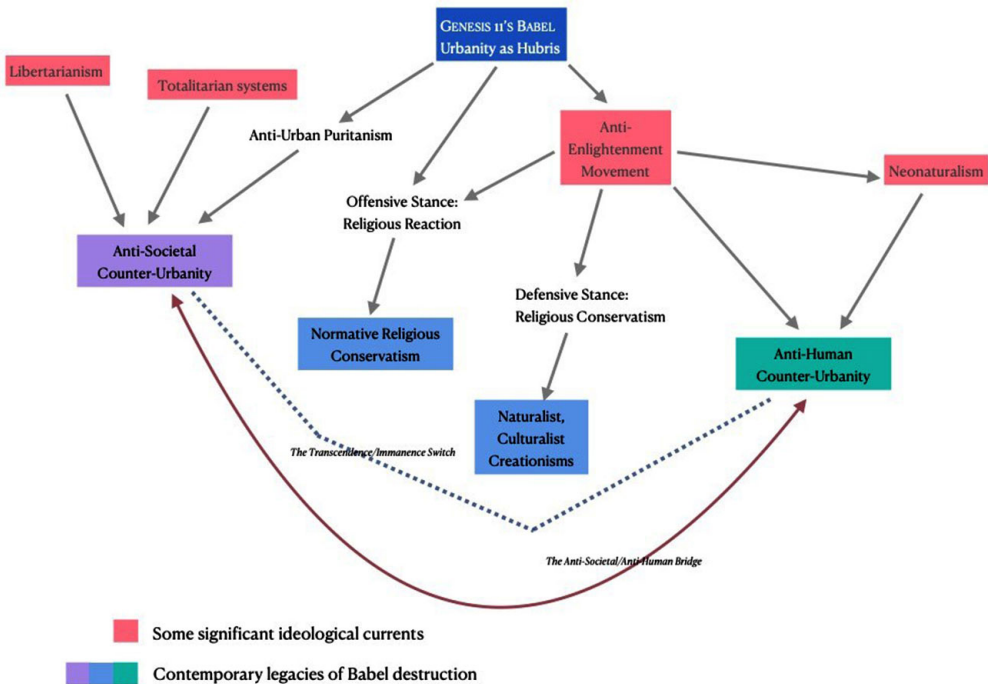 GENESIS 11'S BABEL
Urbanity as Hubris
Libertarianism
Totalitarian systems
Anti-Urban Puritanism
Anti-
Enlightenment
Movement
Neonaturalism
Offensive Stance:
Religious Reaction
Anti-Societal
Counter-Urbanity
Defensive Stance:
Religious Conservatism
Normative Religious
Conservatism
Anti-Human
Counter-Urbanity
Naturalist,
Culturalist
Creationisms
The Transcendence/Immanence Switch
The Anti-Societal/Anti-Human Bridge
Some significant ideological currents
Contemporary legacies of Babel destruction